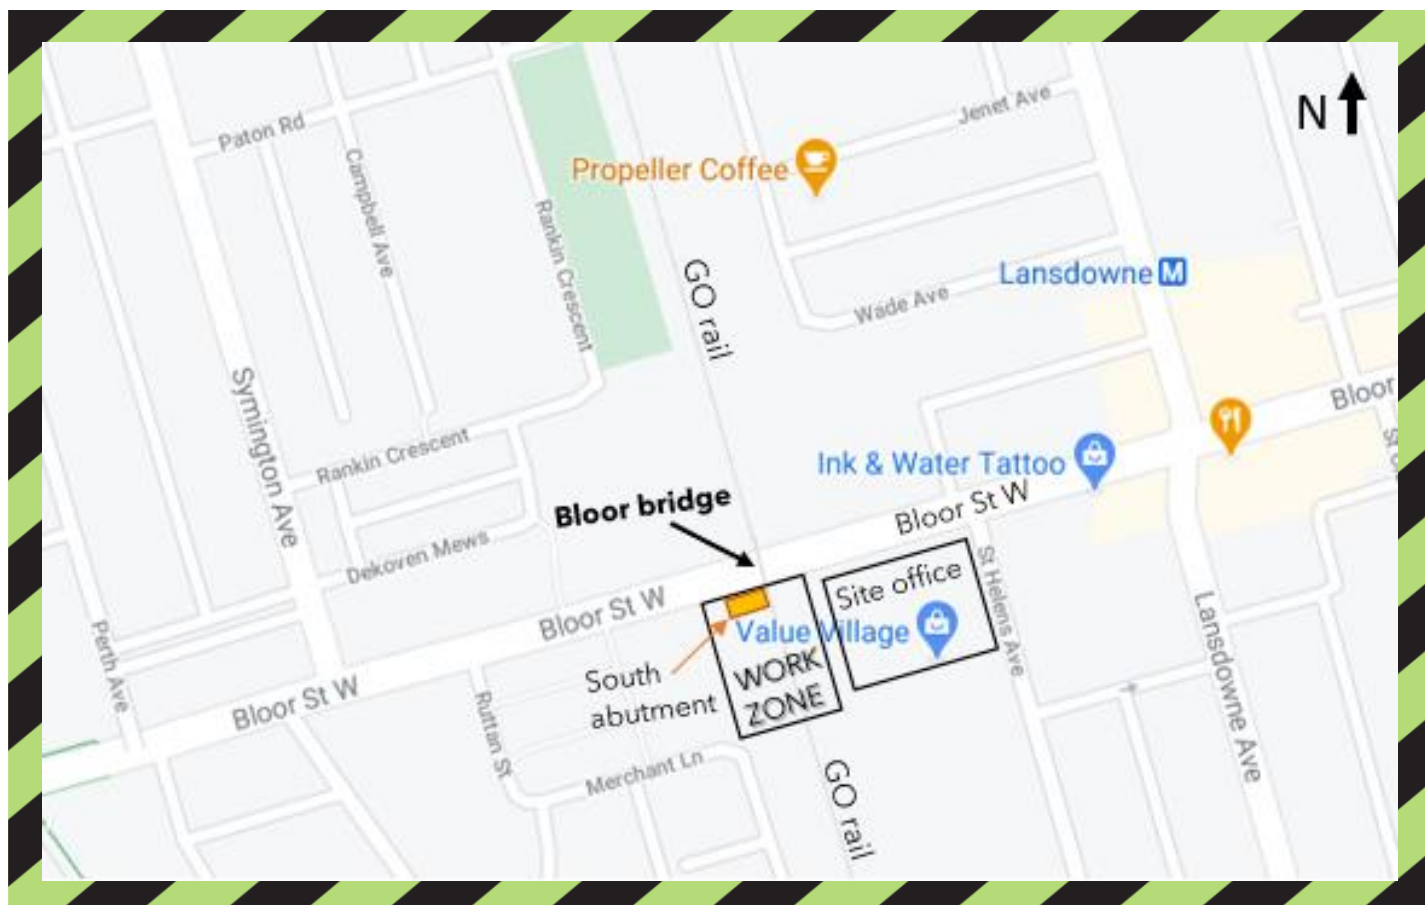 N
Jenet Ave
Paton Rd
Propeller Coffee
Campbell Ave
Rankin Crescent
GO rail
Lansdowne M
Wade Ave
Symington Ave
Bloor
Rankin Crescent
Ink & Water Tattoo
Bloor bridge
Bloor St W
Dekoven Mews
St Helens Ave
Site office
Bloor St W
Value Village
Perth Ave
Lansdowne Ave
South
abutment
WORK
ZONE
Bloor St W
Ruttan St
Merchant Ln
GO rail